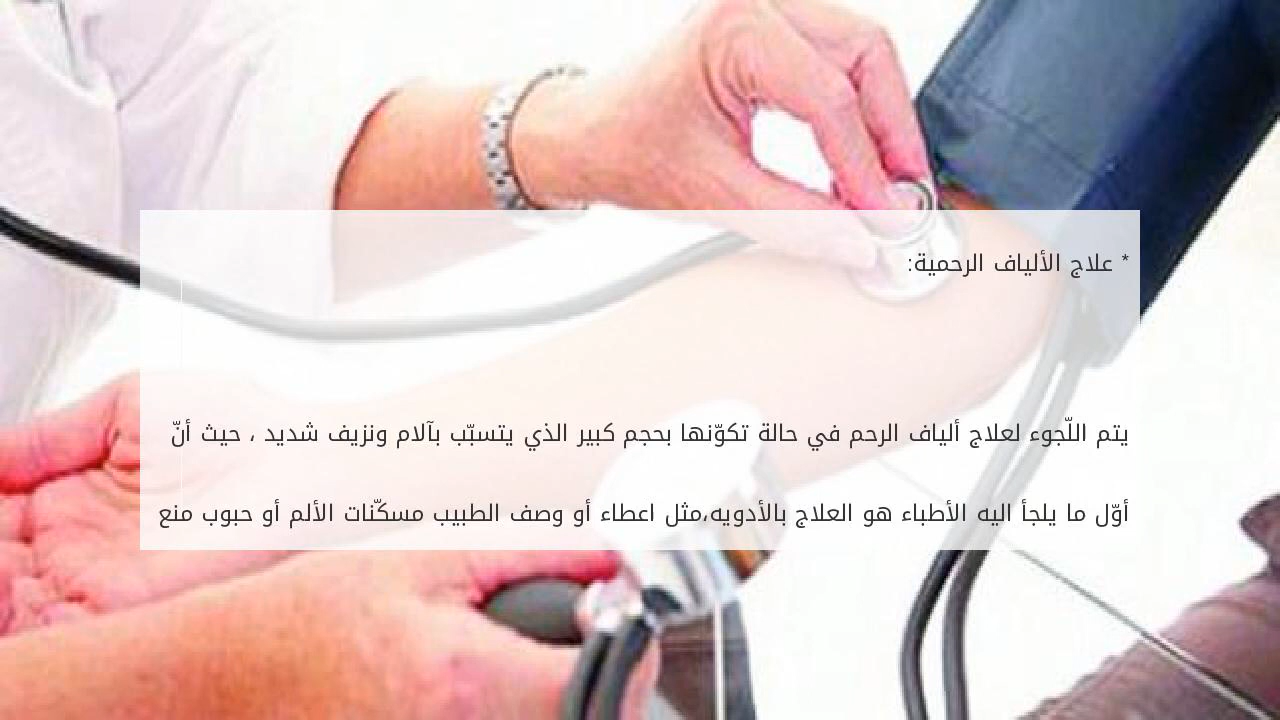 * علاج الألياف الرحمية:
يتم اللّجوء لعلاج ألياف الرحم في حالة تكوّنها بحجم كبير الذي يتسبّب بآلام ونزيف شديد ، حيث أنّ
أوّل ما يلجأ اليه الأطباء هو العلاج بالأدويه،مثل اعطاء أو وصف الطبيب مسكّنات الألم أو حبوب منع